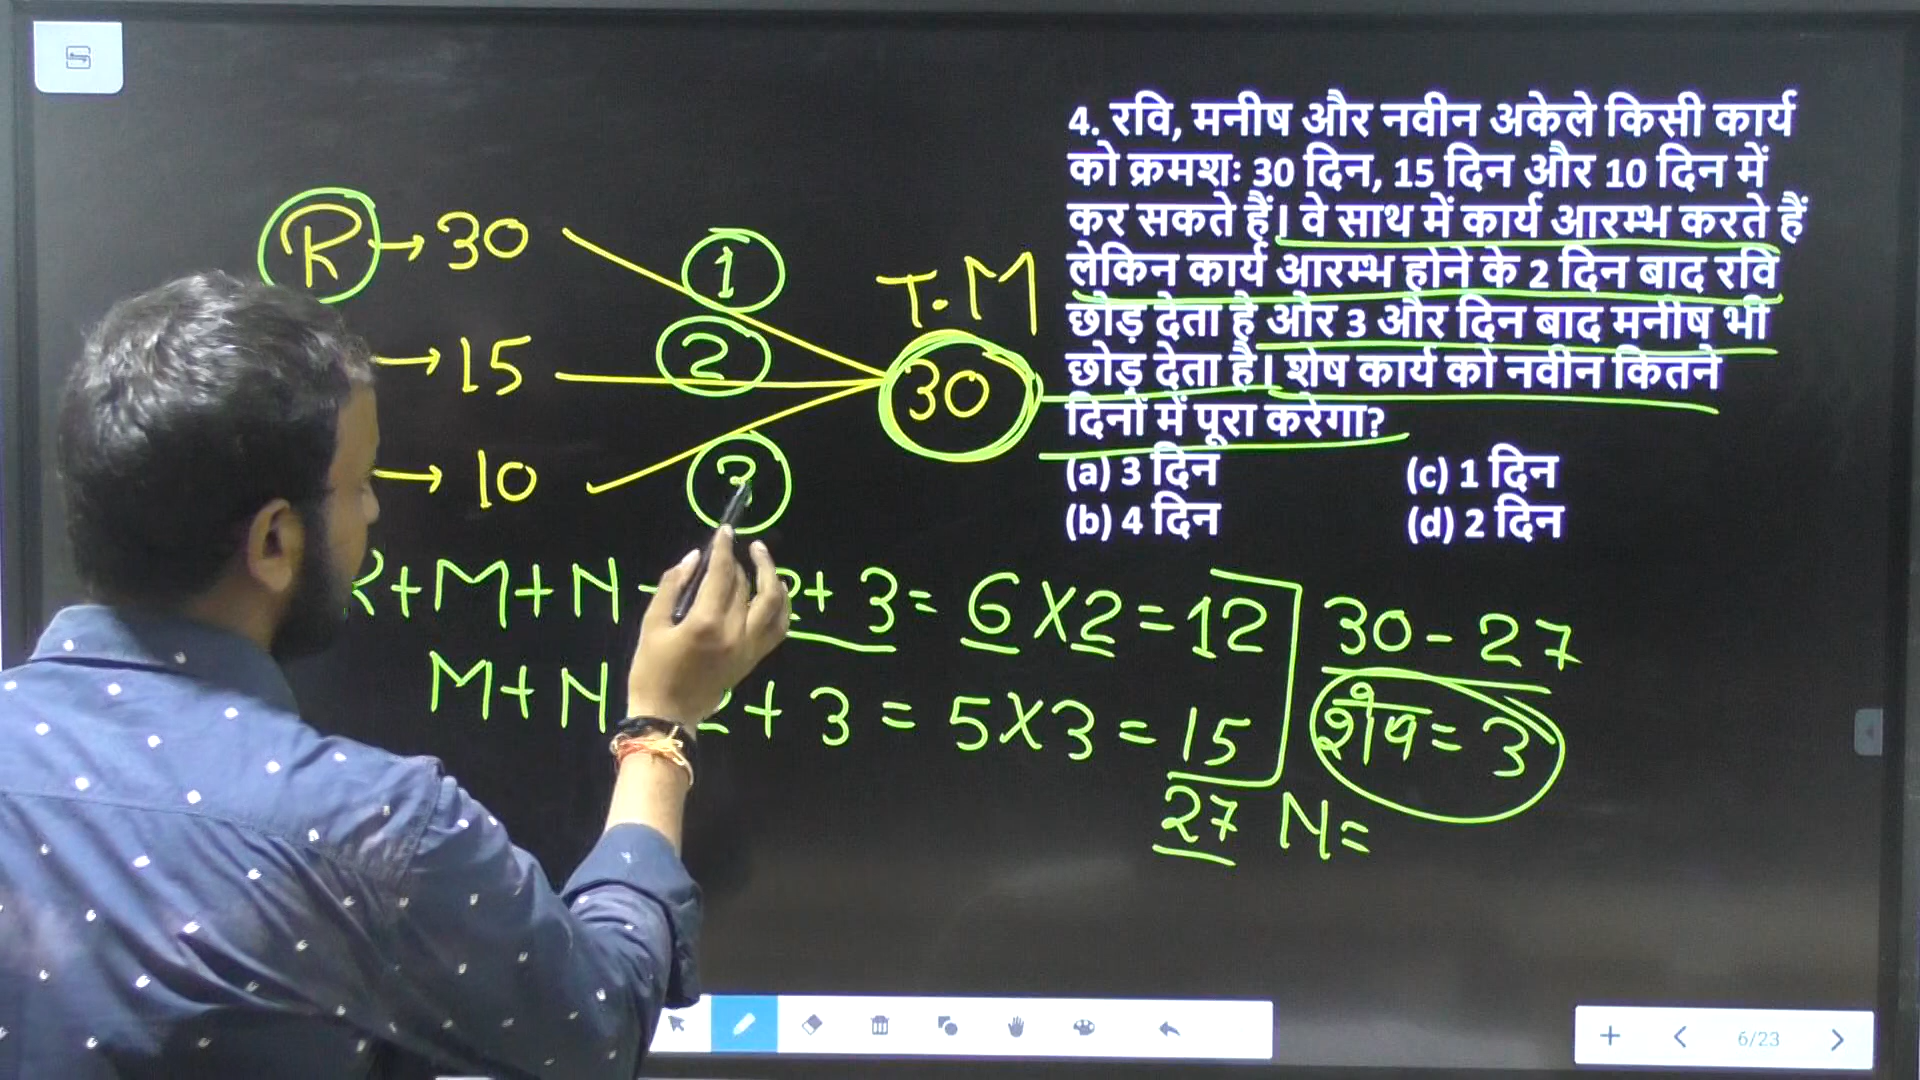 4. रवि, मनीष और नवीन अकेले किसी कार्य
को क्रमशः 30 दिन, 15 दिन और 10 दिन में
कर सकते हैं। वे साथ में कार्य आरम्भ करते हैं
लेकिन कार्य आरम्भ होने के 2 दिन बाद रवि
छोड़ देता है और 3 और दिन बाद मनीष भी
छोड़ देता है। शेष कार्य को नवीन कितने
दिनों में पूरा करेगा?
(a) 3 दिन (c) 1 दिन
(b) 4 दिन (d) 2 दिन
R → 30 1
T.M
→ 15 2 30
→ 10 3
R+M+N 2+3 = 6×2 = 12
M+N 2+3 = 5×3 = 15
27
30-27
शेष = 3
N=
6/23